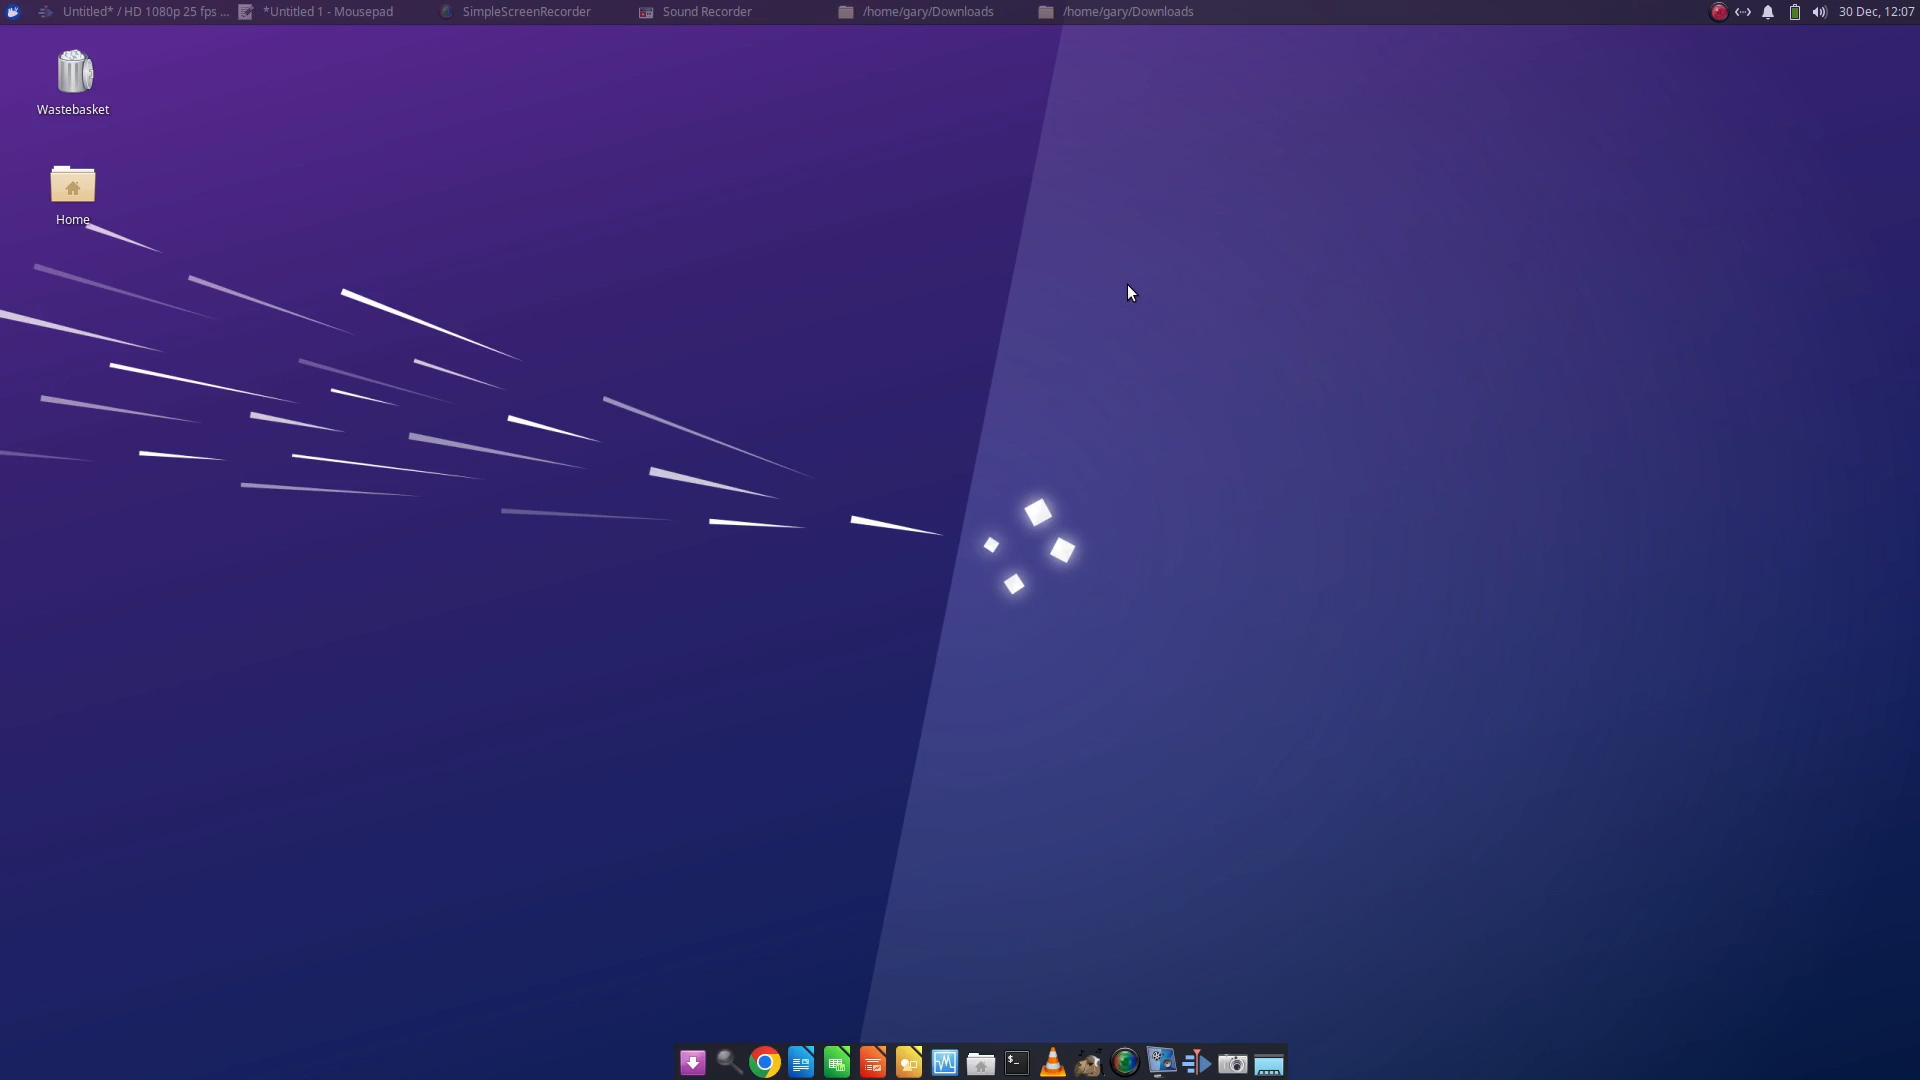 Untitled* / HD 1080p 25 fps ...
*Untitled 1 - Mousepad
SimpleScreenRecorder
Sound Recorder
/home/gary/Downloads
/home/gary/Downloads
30 Dec, 12:07
Wastebasket
Home
$_